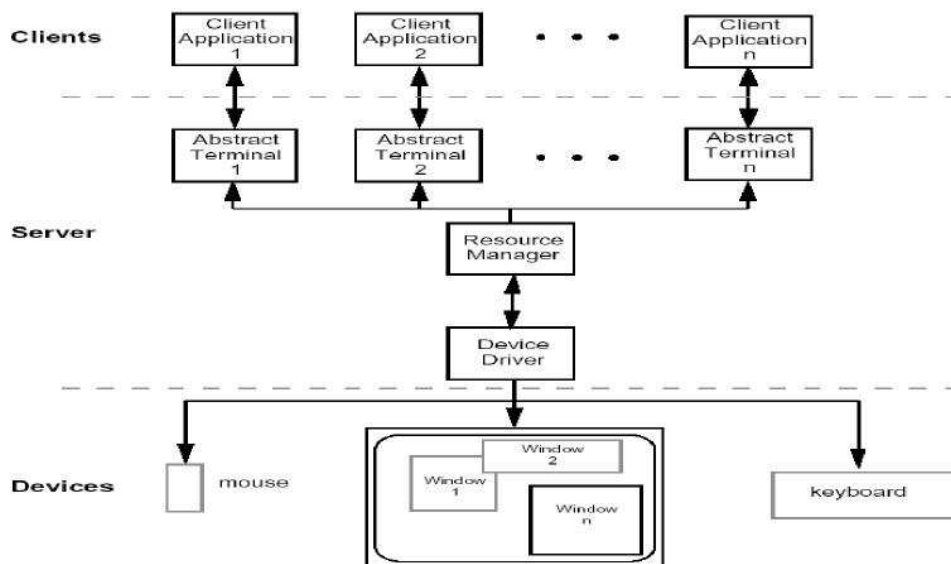 Clients
Client
Application
1
Client
Application
2
Client
Application
n
Abstract
Terminal
1
Abstract
Terminal
2
Abstract
Terminal
n
Server
Resource
Manager
Device
Driver
Devices
mouse
Window
1
Window
2
Window
n
keyboard